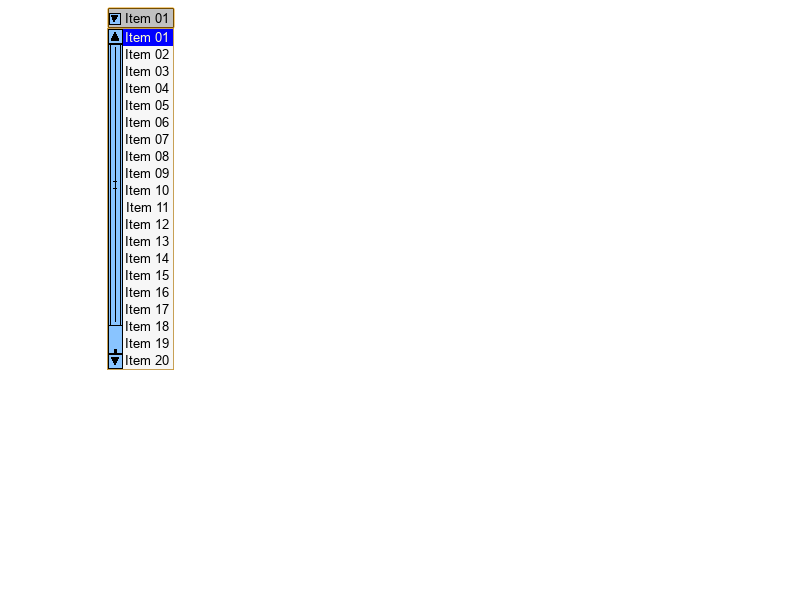 Item 01
Item 01
Item 02
Item 03
Item 04
Item 05
Item 06
Item 07
Item 08
Item 09
Item 10
Item 11
Item 12
Item 13
Item 14
Item 15
Item 16
Item 17
Item 18
Item 19
Item 20